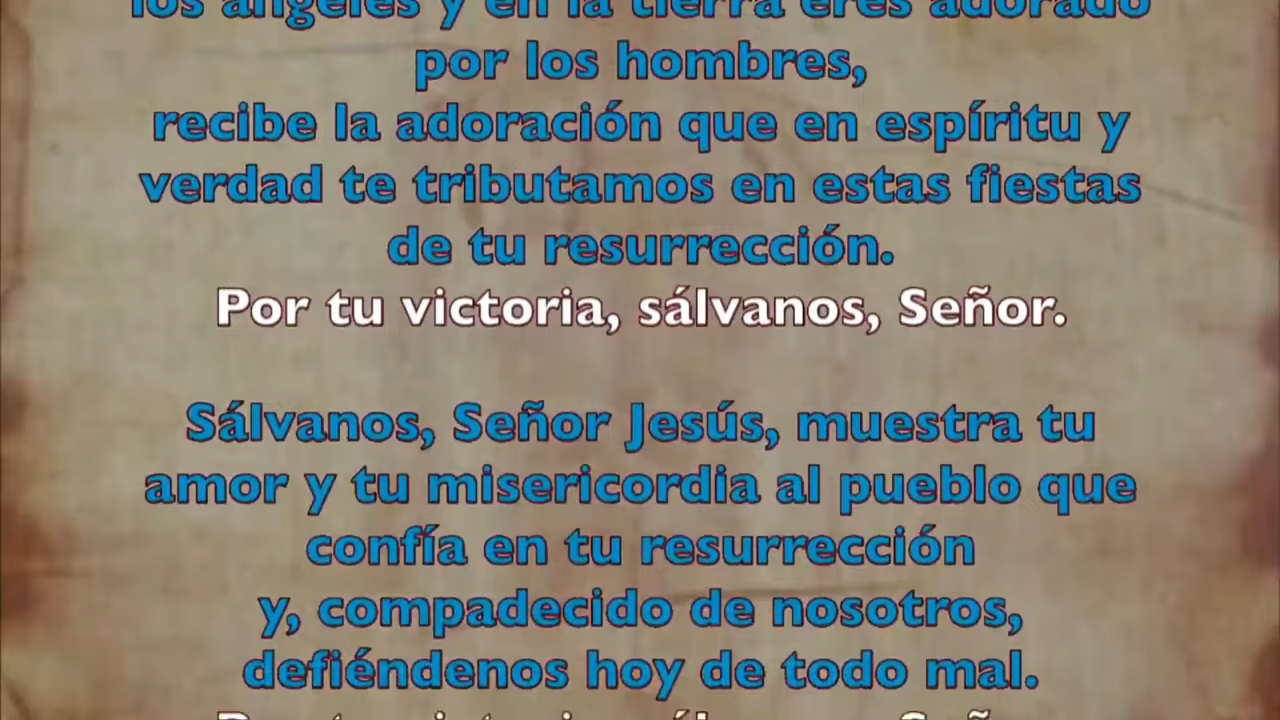 los ángeles y en la tierra eres adorado
por los hombres,
recibe la adoración que en espíritu y
verdad te tributamos en estas fiestas
de tu resurrección.
Por tu victoria, sálvanos, Señor.
Sálvanos, Señor Jesús, muestra tu
amor y tu misericordia al pueblo que
confía en tu resurrección
y, compadecido de nosotros,
defiéndenos hoy de todo mal.